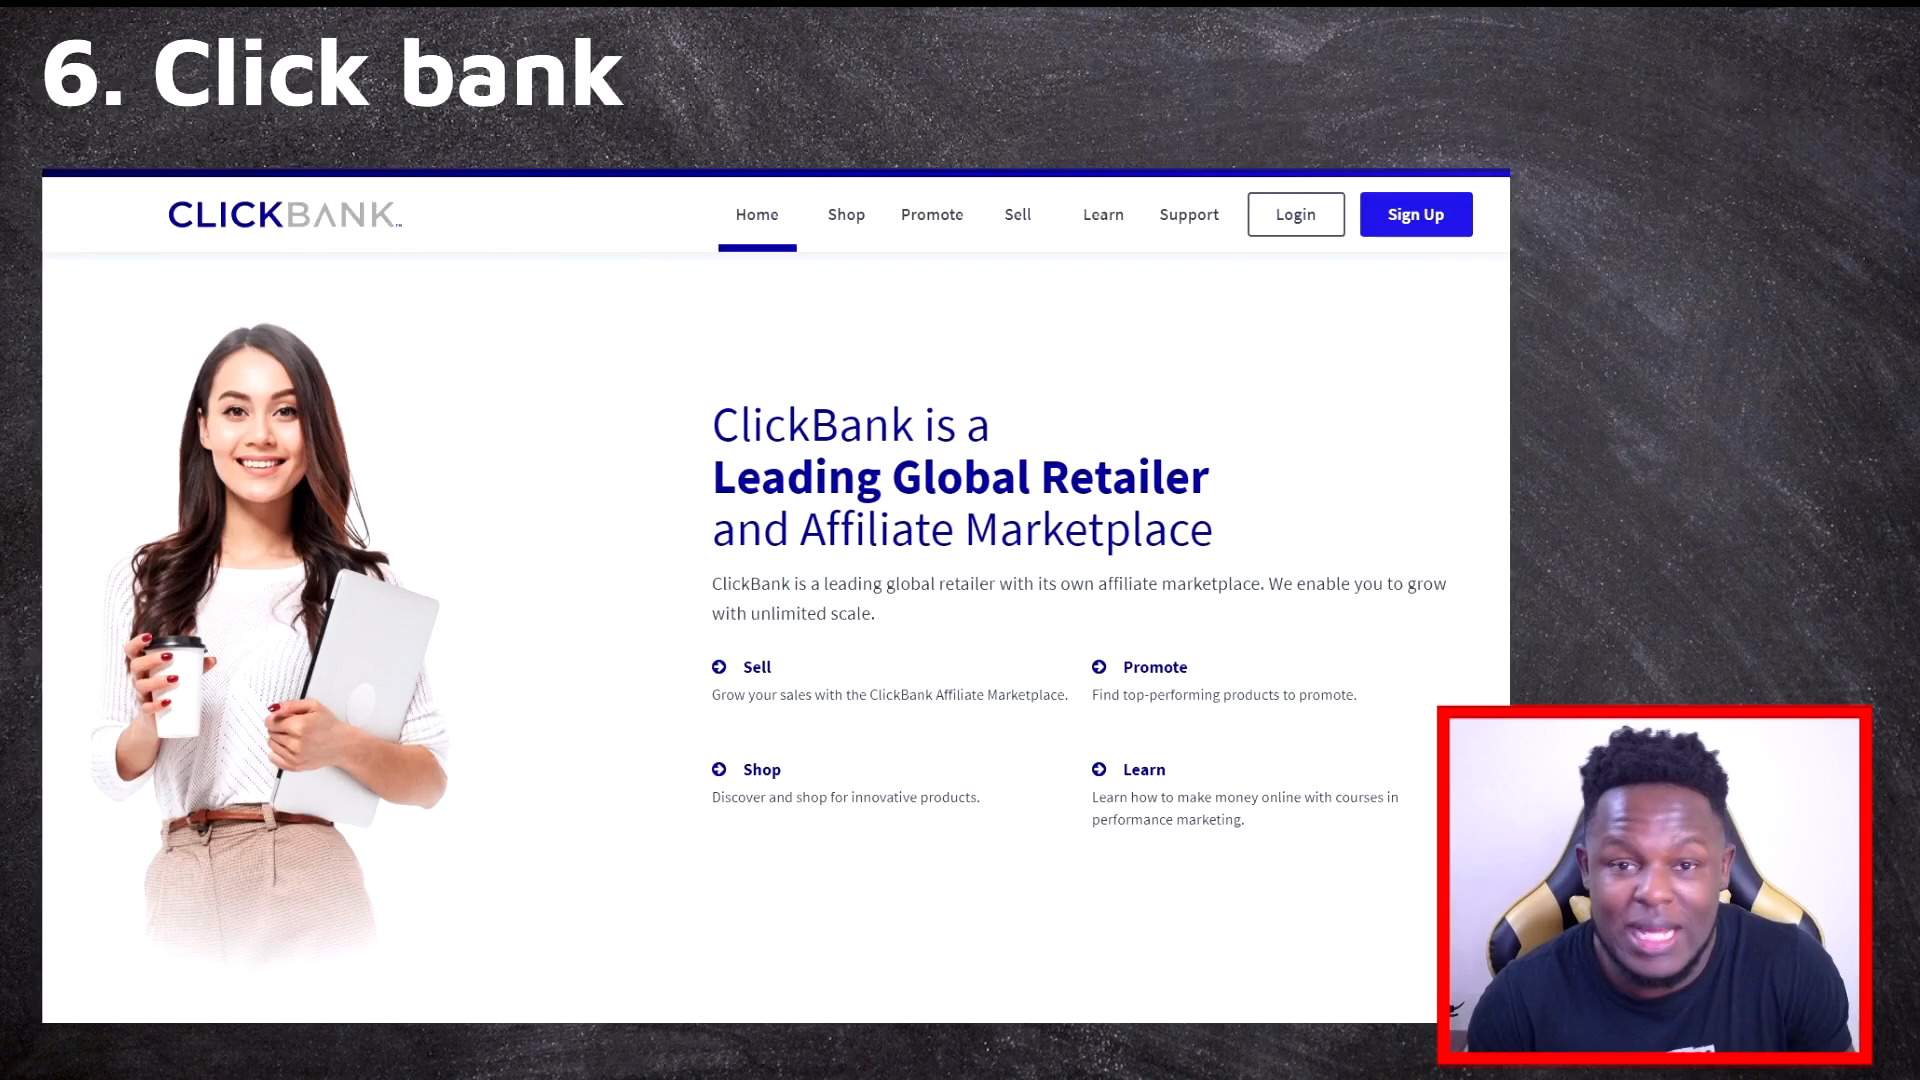 6. Click bank
CLICKBANK™
Home Shop Promote Sell Learn Support Login Sign Up
ClickBank is a
Leading Global Retailer
and Affiliate Marketplace
ClickBank is a leading global retailer with its own affiliate marketplace. We enable you to grow
with unlimited scale.
Sell
Grow your sales with the ClickBank Affiliate Marketplace.
Promote
Find top-performing products to promote.
Shop
Discover and shop for innovative products.
Learn
Learn how to make money online with courses in
performance marketing.